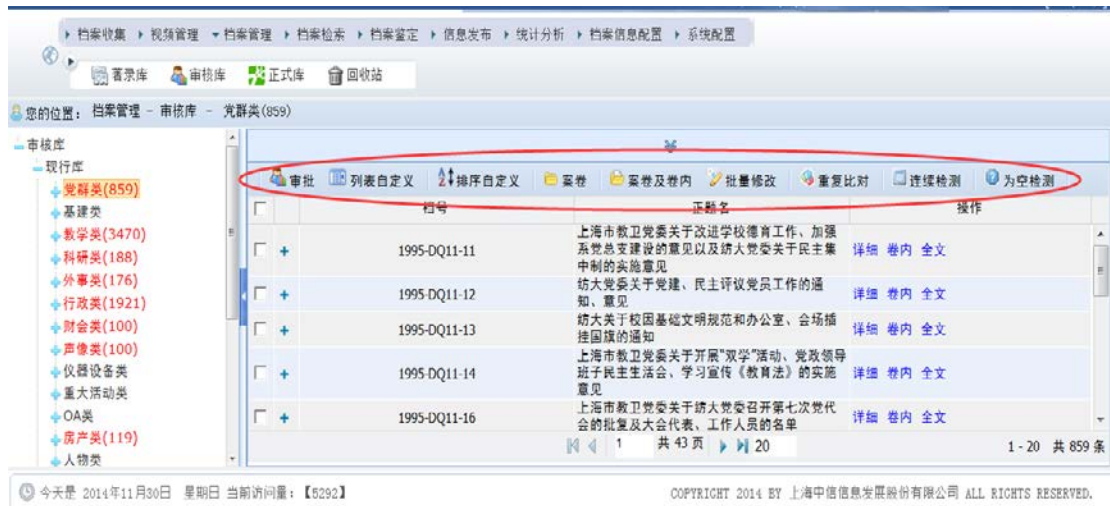 档案收集 视频管理 档案管理 档案检索 档案鉴定 信息发布 统计分析 档案信息配置 系统配置
著录库 审核库 正式库 回收站
您的位置: 档案管理 - 审核库 - 党群类(859)
审核库
现行库
党群类(859)
基建类
教学类(3470)
科研类(188)
外事类(176)
行政类(1921)
财会类(100)
声像类(100)
仪器设备类
重大活动类
OA类
房产类(119)
人物类
审批 列表自定义 排序自定义 案卷 案卷及卷内 批量修改 重复比对 连续检测 为空检测
档号 正题名 操作
1995-DQ11-11 上海市教卫党委关于改进学校德育工作、加强
系党总支建设的意见以及纺大党委关于民主集
中制的实施意见
详细 卷内 全文
1995-DQ11-12 纺大党委关于党建、民主评议党员工作的通
知、意见
详细 卷内 全文
1995-DQ11-13 纺大关于校园基础文明规范和办公室、会场插
挂国旗的通知
详细 卷内 全文
1995-DQ11-14 上海市教卫党委关于开展"双学"活动、党政领导
班子民主生活会、学习宣传《教育法》的实施
意见
详细 卷内 全文
1995-DQ11-16 上海市教卫党委关于纺大党委召开第七次党代
会的批复及大会代表、工作人员的名单
详细 卷内 全文
1 共 43 页 20 1 - 20 共 859 条
今天是 2014年11月30日 星期日 当前访问量:【5292】 COPYRIGHT 2014 BY 上海中信信息发展股份有限公司 ALL RIGHTS RESERVED.